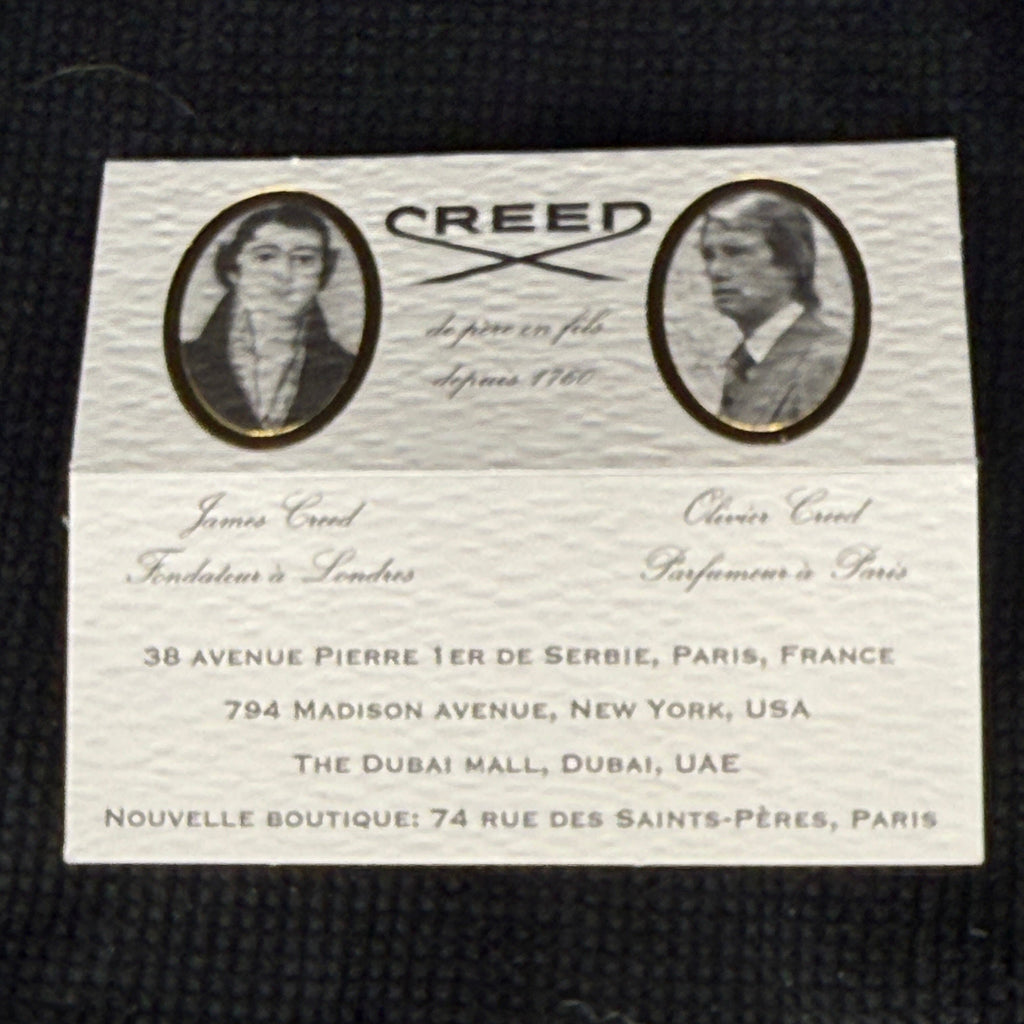 CREED
de père en fils
depuis 1760
James Creed
Fondateur à Londres
Olivier Creed
Parfumeur à Paris
38 AVENUE PIERRE 1ER DE SERBIE, PARIS, FRANCE
794 MADISON AVENUE, NEW YORK, USA
THE DUBAI MALL, DUBAI, UAE
NOUVELLE BOUTIQUE: 74 RUE DES SAINTS-PÈRES, PARIS